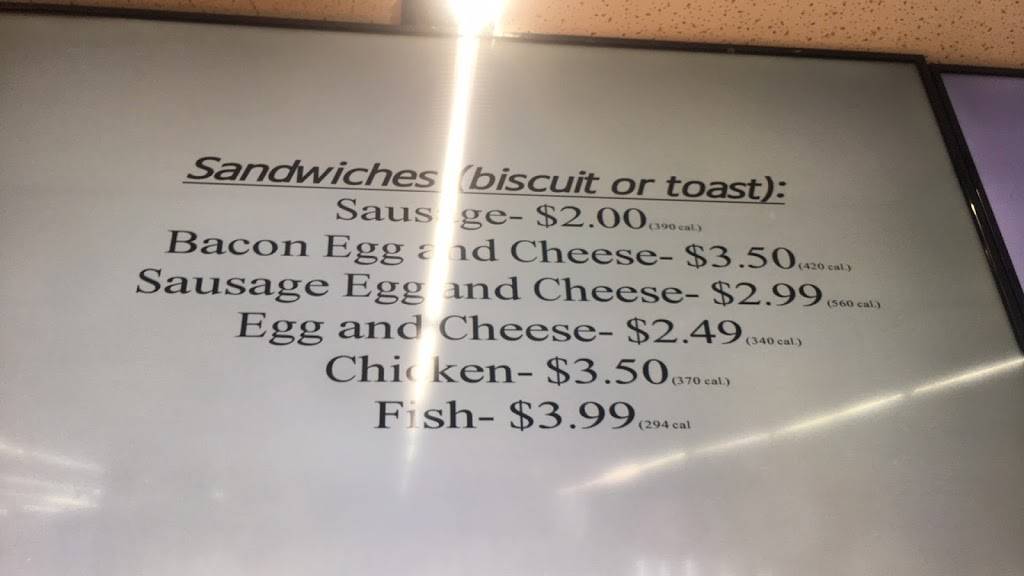 Sandwiches (biscuit or toast):
Sausage- $2.00 (390 cal.)
Bacon Egg and Cheese- $3.50 (420 cal.)
Sausage Egg and Cheese- $2.99 (560 cal.)
Egg and Cheese- $2.49 (340 cal.)
Chicken- $3.50 (370 cal.)
Fish- $3.99 (294 cal